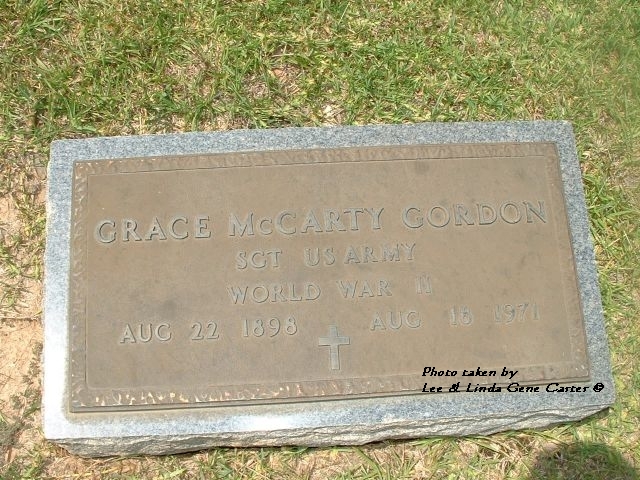 GRACE McCARTY GORDON
SGT US ARMY
WORLD WAR II
AUG 22 1898 AUG 18 1971
Photo taken by
Lee & Linda Gene Carter ©